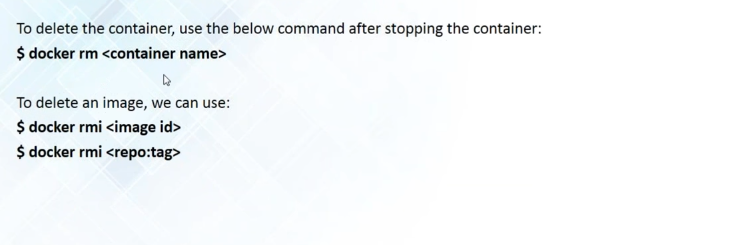 To delete the container, use the below command after stopping the container:
$ docker rm <container name>
To delete an image, we can use:
$ docker rmi <image id>
$ docker rmi <repo:tag>